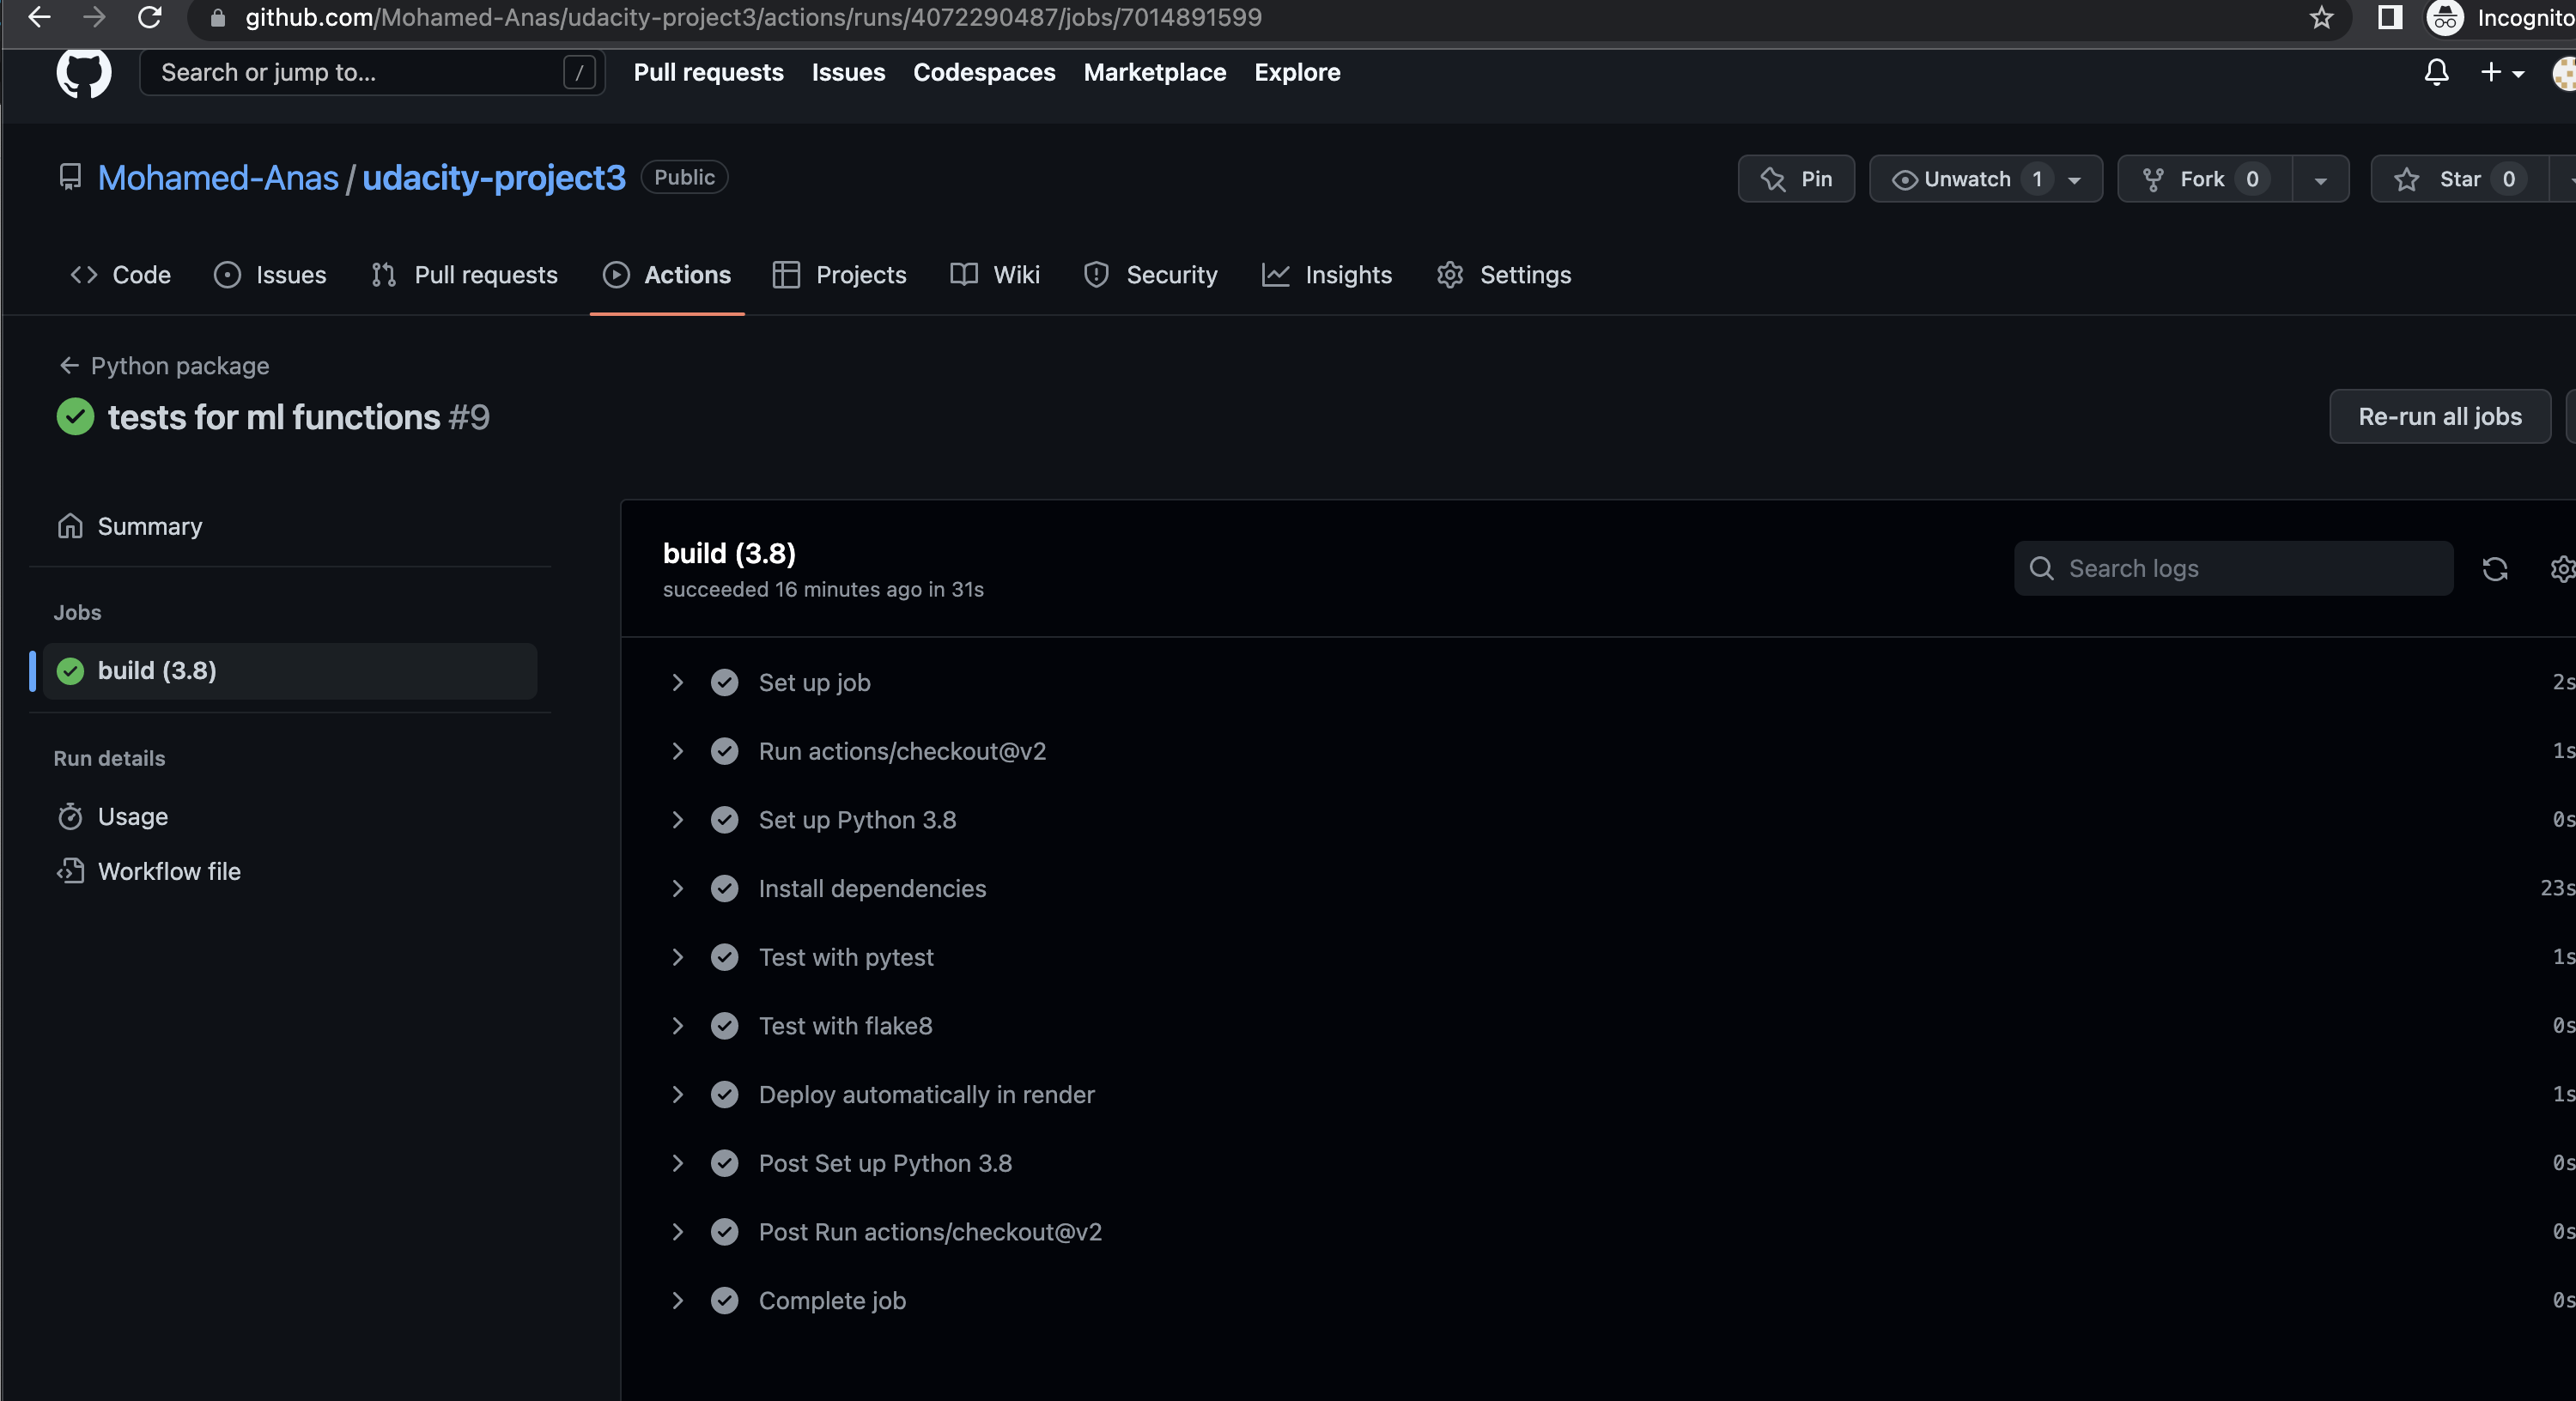 github.com/Mohamed-Anas/udacity-project3/actions/runs/4072290487/jobs/7014891599
Incognito
Search or jump to... / Pull requests Issues Codespaces Marketplace Explore
Mohamed-Anas / udacity-project3 Public Pin Unwatch 1 Fork 0 Star 0
Code Issues Pull requests Actions Projects Wiki Security Insights Settings
Python package
tests for ml functions #9
Re-run all jobs
Summary
Jobs
build (3.8)
Run details
Usage
Workflow file
build (3.8)
succeeded 16 minutes ago in 31s
Search logs
Set up job 2s
Run actions/checkout@v2 1s
Set up Python 3.8 0s
Install dependencies 23s
Test with pytest 1s
Test with flake8 0s
Deploy automatically in render 1s
Post Set up Python 3.8 0s
Post Run actions/checkout@v2 0s
Complete job 0s